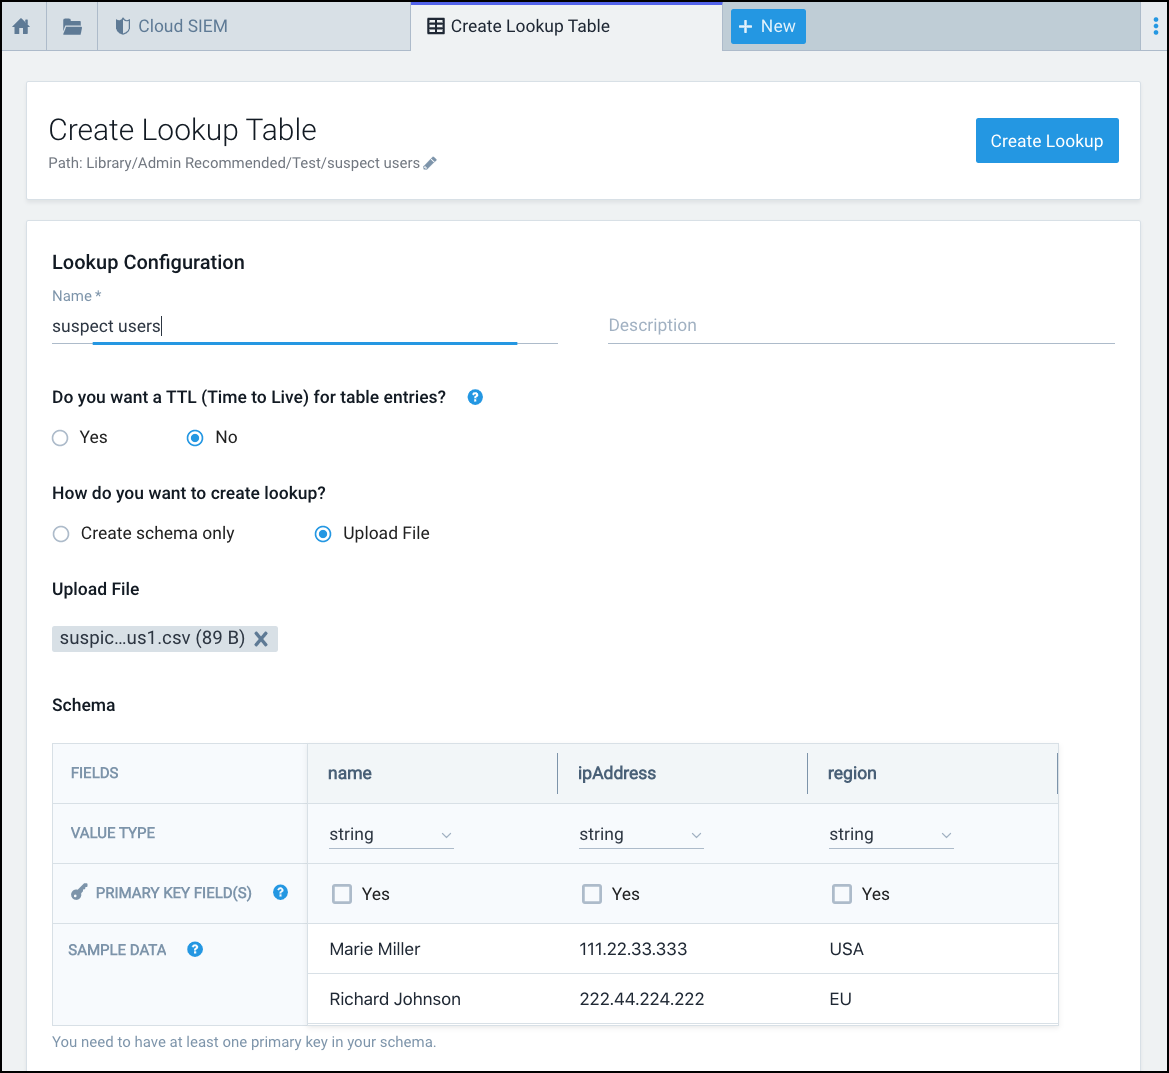 Cloud SIEM
Create Lookup Table
+ New
Create Lookup Table
Path: Library/Admin Recommended/Test/suspect users
Create Lookup
Lookup Configuration
Name *
suspect users
Description
Do you want a TTL (Time to Live) for table entries? ?
Yes No
How do you want to create lookup?
Create schema only Upload File
Upload File
suspic...us1.csv (89 B)
Schema
FIELDS name ipAddress region
VALUE TYPE string string string
PRIMARY KEY FIELD(S) ? Yes Yes Yes
SAMPLE DATA ? Marie Miller 111.22.33.333 USA
Richard Johnson 222.44.224.222 EU
You need to have at least one primary key in your schema.